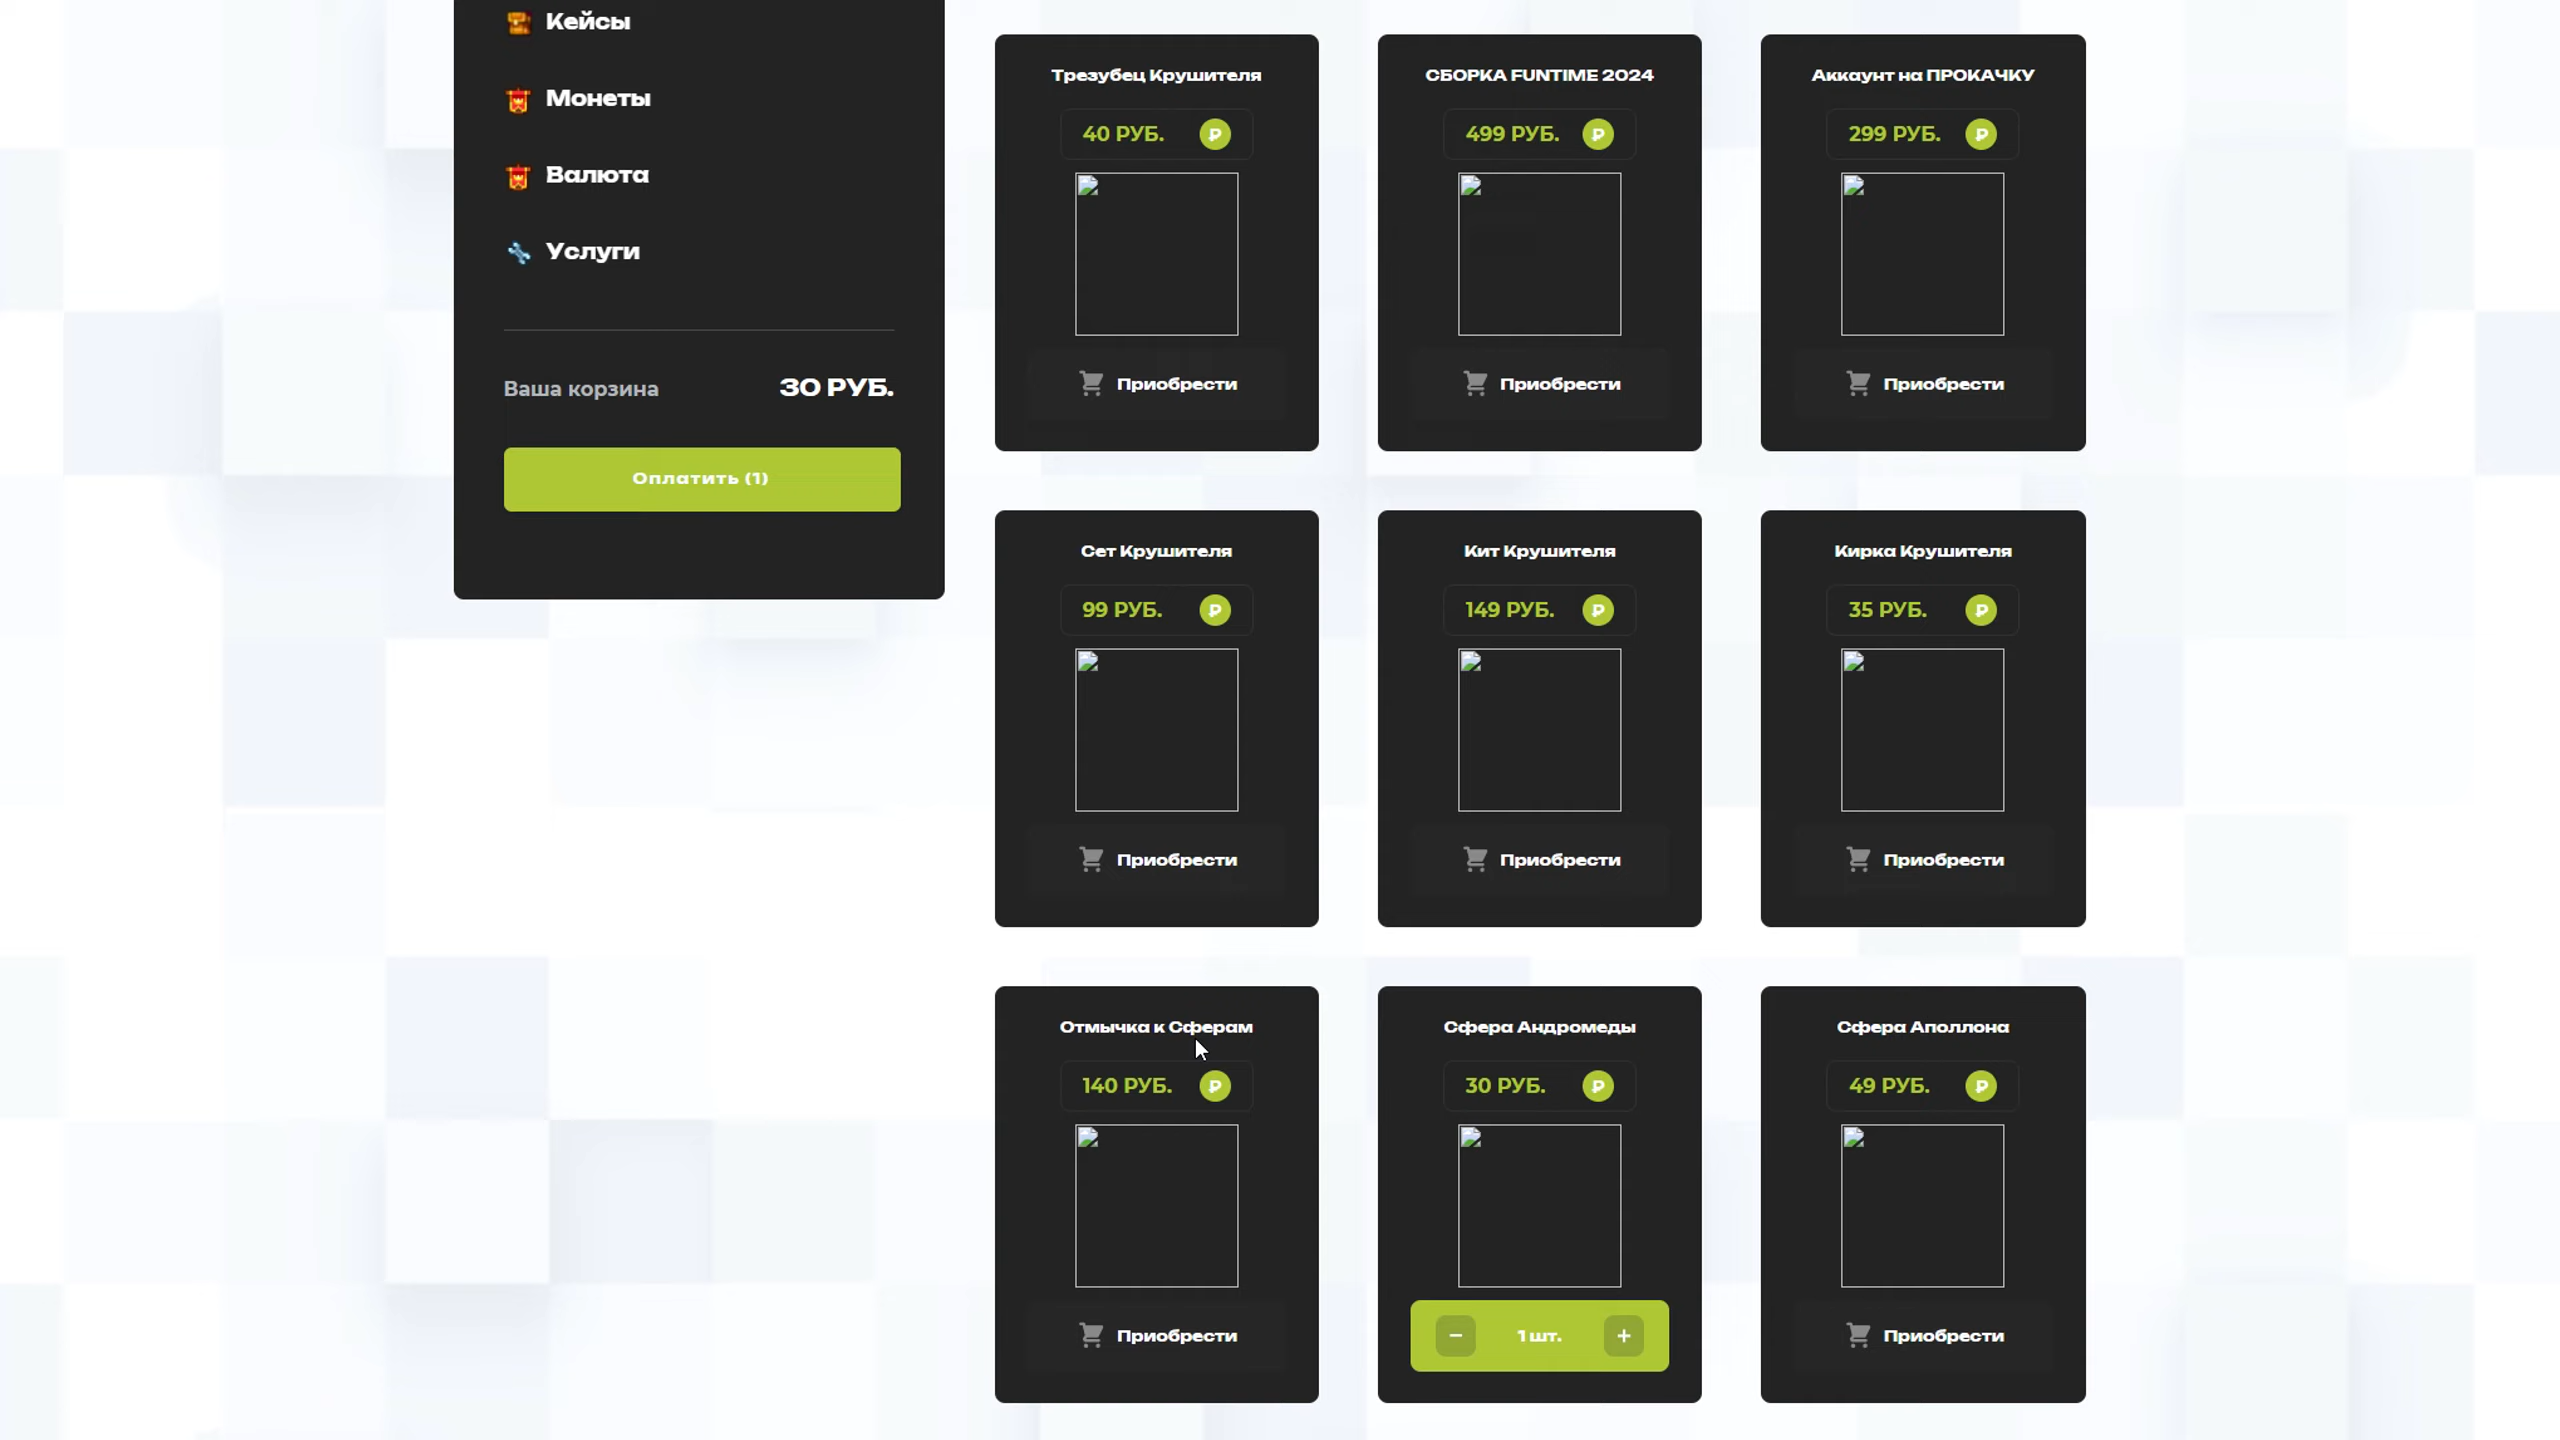 Кейсы
Монеты
Валюта
Услуги
Ваша корзина
30 РУБ.
Оплатить (1)
Трезубец Крушителя
40 РУБ.
Приобрести
СБОРКА FUNTIME 2024
499 РУБ.
Приобрести
Аккаунт на ПРОКАЧКУ
299 РУБ.
Приобрести
Сет Крушителя
99 РУБ.
Приобрести
Кит Крушителя
149 РУБ.
Приобрести
Кирка Крушителя
35 РУБ.
Приобрести
Отмычка к Сферам
140 РУБ.
Приобрести
Сфера Андромеды
30 РУБ.
1 шт.
Сфера Аполлона
49 РУБ.
Приобрести